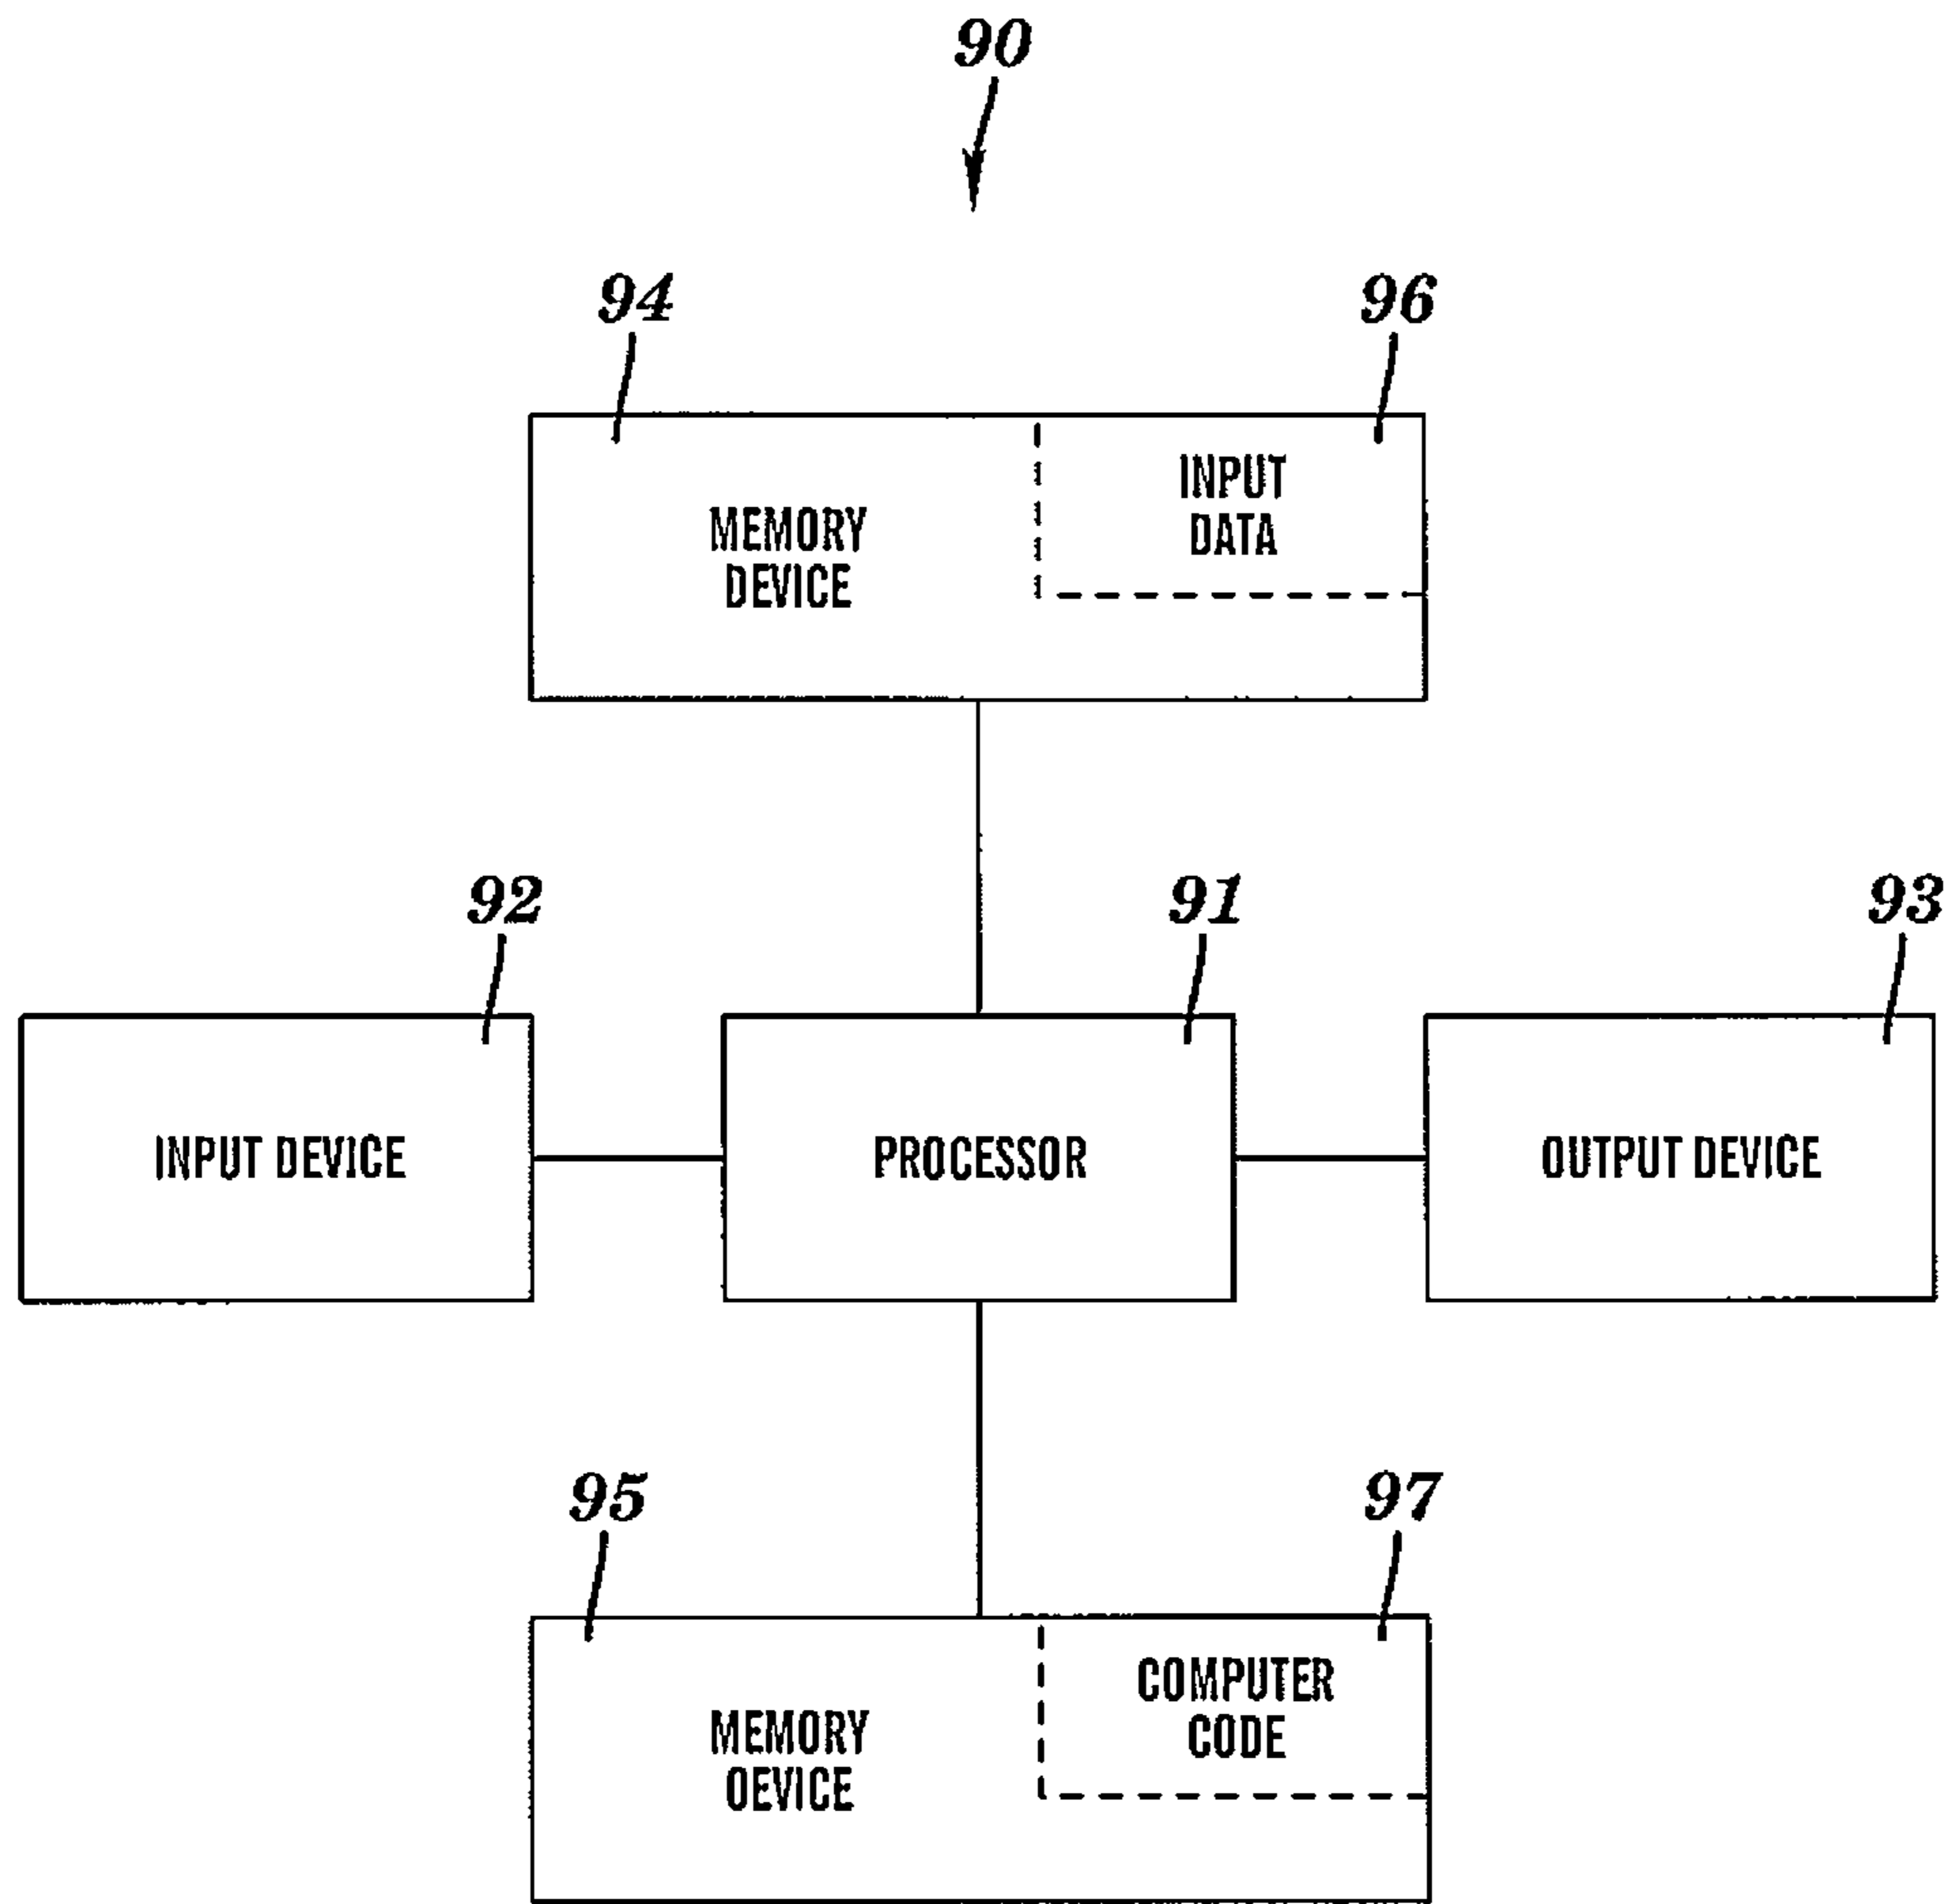 90
94
96
MEMORY
DEVICE
INPUT
DATA
92
91
93
INPUT DEVICE
PROCESSOR
OUTPUT DEVICE
95
97
MEMORY
DEVICE
COMPUTER
CODE